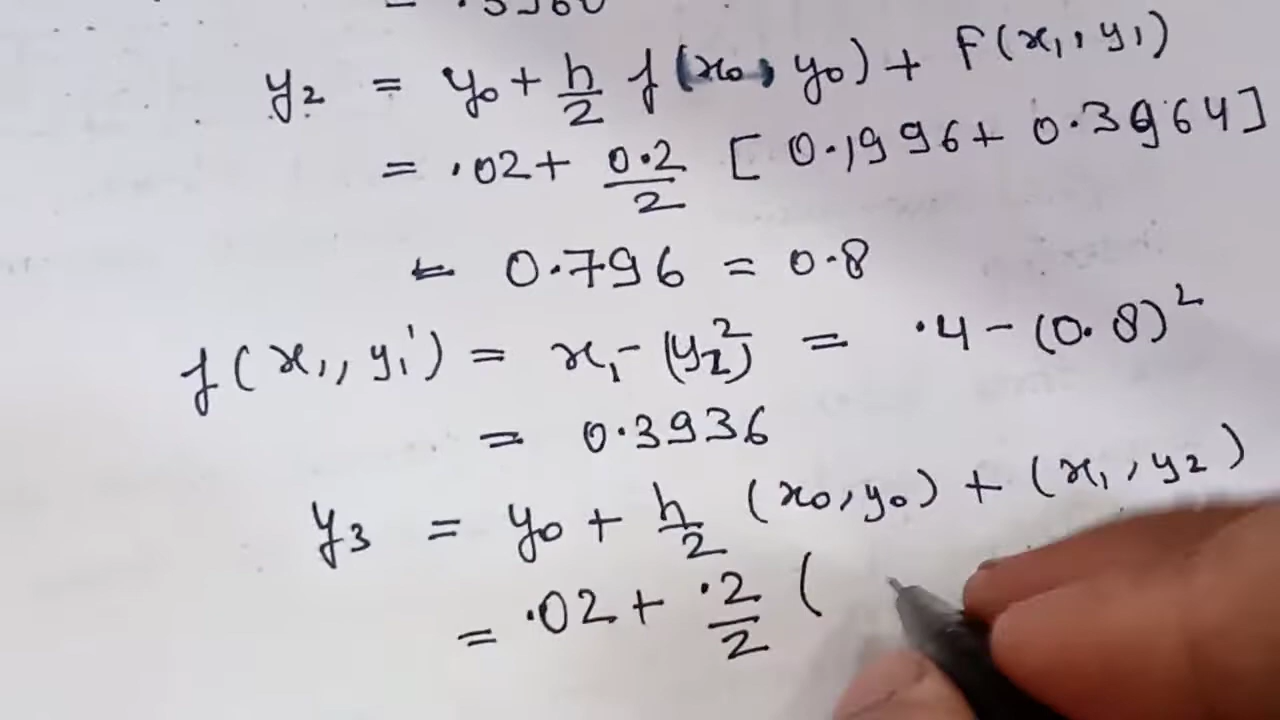 y₂ = y₀ + h/2 f(x₀, y₀) + F(x₁, y₁)
= .02 + 0.2/2 [0.1996 + 0.3964]
= 0.796 = 0.8
f(x₁, y₁') = x₁ - (y₂²) = .4 - (0.8)²
= 0.3936
y₃ = y₀ + h/2 (x₀, y₀) + (x₁, y₂)
= .02 + .2/2 (